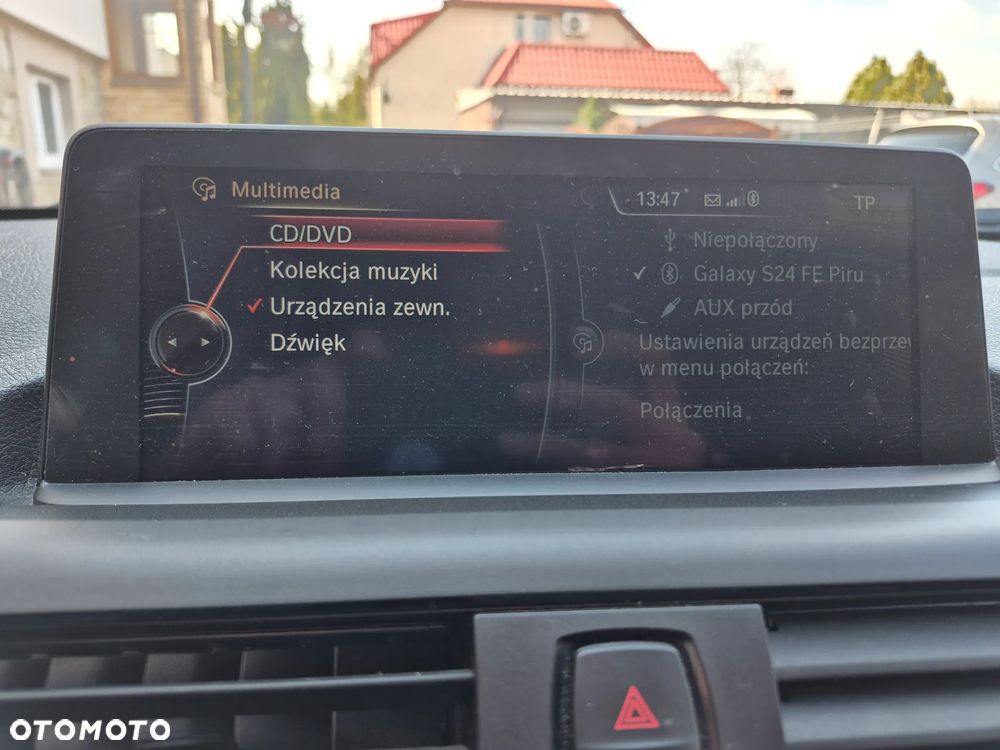 Multimedia
13:47
TP
CD/DVD
Kolekcja muzyki
Urządzenia zewn.
Dźwięk
Niepołączony
Galaxy S24 FE Piru
AUX przód
Ustawienia urządzeń bezprze
w menu połączeń:
Połączenia
OTOMOTO